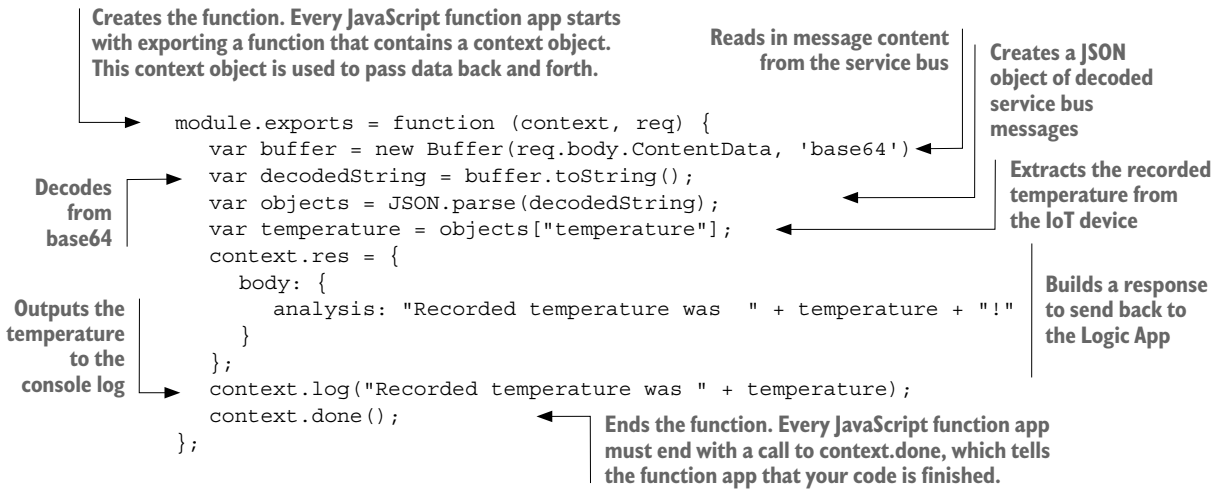 Creates the function. Every JavaScript function app starts
with exporting a function that contains a context object.
This context object is used to pass data back and forth.
Reads in message content
from the service bus
Creates a JSON
object of decoded
service bus
messages
module.exports = function (context, req) {
var buffer = new Buffer(req.body.ContentData, 'base64')
Decodes
from
base64
var decodedString = buffer.toString();
var objects = JSON.parse(decodedString);
var temperature = objects["temperature"];
Extracts the recorded
temperature from
the IoT device
context.res = {
body: {
analysis: "Recorded temperature was  " + temperature + "!"
}
};
Builds a response
to send back to
the Logic App
Outputs the
temperature
to the
console log
context.log("Recorded temperature was " + temperature);
context.done();
};
Ends the function. Every JavaScript function app
must end with a call to context.done, which tells
the function app that your code is finished.